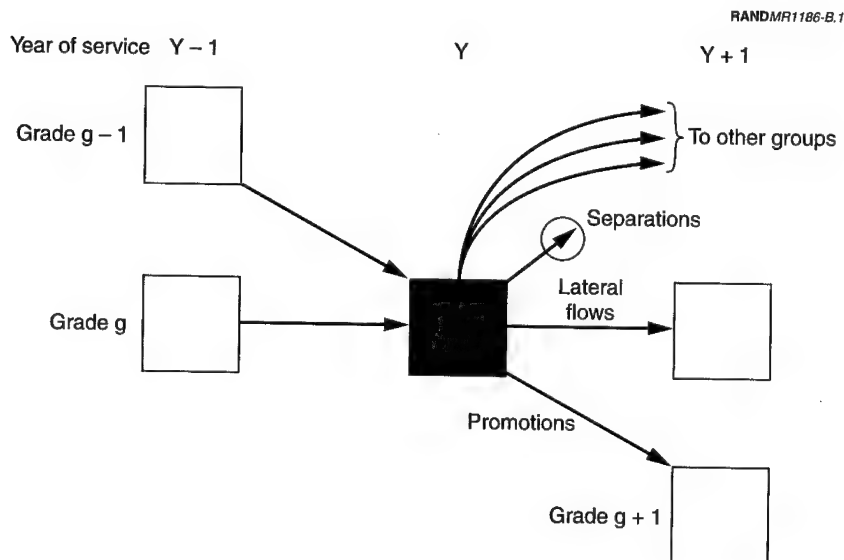 RANDMR1186-B.1
Year of service Y – 1 Y Y + 1
Grade g – 1
To other groups
Separations
Lateral
flows
Grade g
Promotions
Grade g + 1